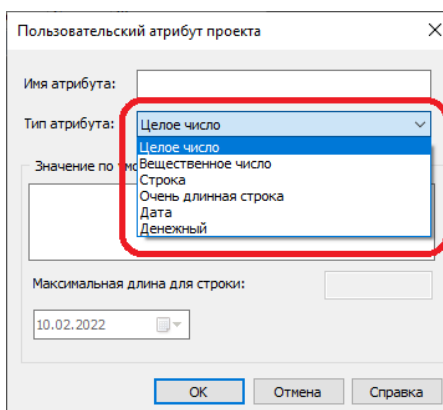 Пользовательский атрибут проекта
Имя атрибута:
Тип атрибута: Целое число
Целое число
Значение по Вещественное число
Строка
Очень длинная строка
Дата
Денежный
Максимальная длина для строки:
10.02.2022
OK Отмена Справка